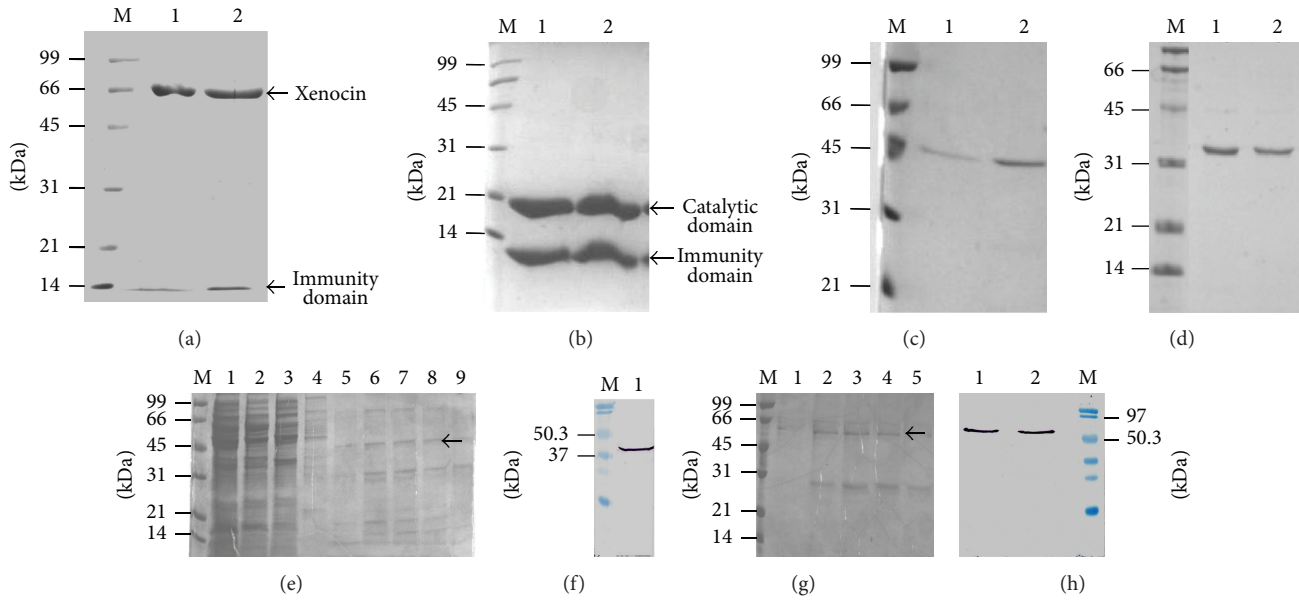 M 1 2
99
66
45
31
21
14
(kDa)
Xenocin
Immunity
domain
(a)
M 1 2
99
45
31
21
14
(kDa)
Catalytic
domain
Immunity
domain
(b)
M 1 2
99
66
45
31
21
(kDa)
(c)
M 1 2
66
45
31
21
14
(kDa)
(d)
M 1 2 3 4 5 6 7 8 9
99
66
45
31
21
14
(kDa)
(e)
M 1
50.3
37
(kDa)
(f)
M 1 2 3 4 5
99
66
45
31
21
14
(kDa)
(g)
1 2 M
97
50.3
(kDa)
(h)